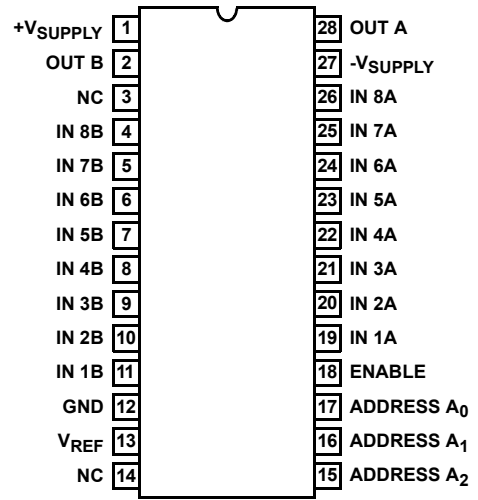 +VSUPPLY 1 28 OUT A
OUT B 2 27 -VSUPPLY
NC 3 26 IN 8A
IN 8B 4 25 IN 7A
IN 7B 5 24 IN 6A
IN 6B 6 23 IN 5A
IN 5B 7 22 IN 4A
IN 4B 8 21 IN 3A
IN 3B 9 20 IN 2A
IN 2B 10 19 IN 1A
IN 1B 11 18 ENABLE
GND 12 17 ADDRESS A0
VREF 13 16 ADDRESS A1
NC 14 15 ADDRESS A2